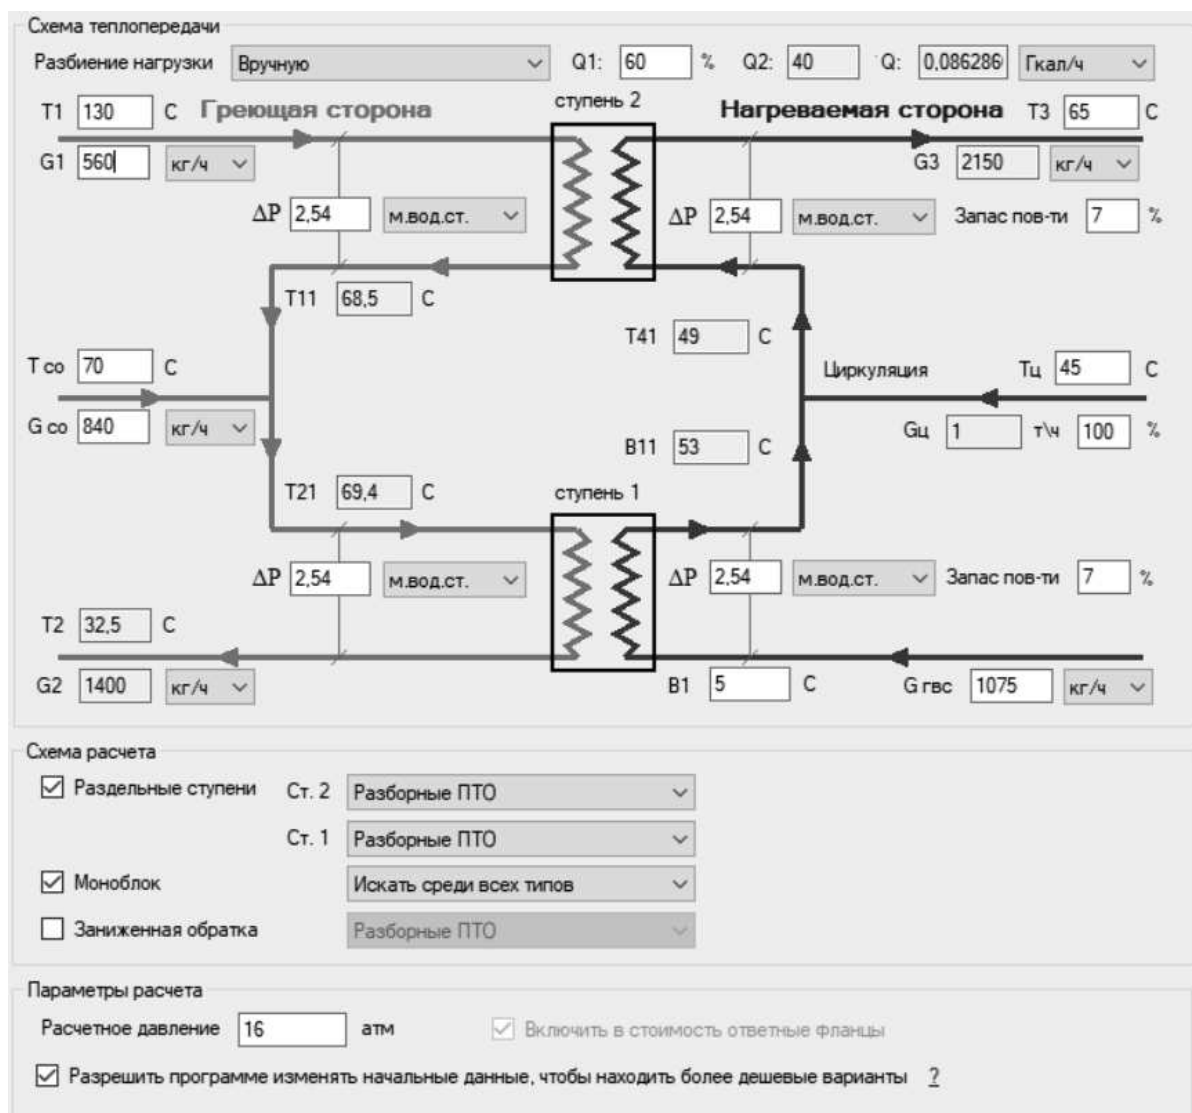 Схема теплопередачи
Разбиение нагрузки Вручную Q1: 60 % Q2: 40 Q: 0,086286 Гкал/ч
T1 130 C Греющая сторона ступень 2 Нагреваемая сторона T3 65 C
G1 560 кг/ч G3 2150 кг/ч
ΔP 2,54 м.вод.ст. ΔP 2,54 м.вод.ст. Запас пов-ти 7 %
T11 68,5 C
T41 49 C
T со 70 C Циркуляция Тц 45 C
G со 840 кг/ч Gц 1 т\ч 100 %
B11 53 C
T21 69,4 C ступень 1
ΔP 2,54 м.вод.ст. ΔP 2,54 м.вод.ст. Запас пов-ти 7 %
T2 32,5 C
G2 1400 кг/ч B1 5 C G гвс 1075 кг/ч
Схема расчета
Раздельные ступени Ст. 2 Разборные ПТО
Ст. 1 Разборные ПТО
Моноблок Искать среди всех типов
Заниженная обратка Разборные ПТО
Параметры расчета
Расчетное давление 16 атм Включить в стоимость ответные фланцы
Разрешить программе изменять начальные данные, чтобы находить более дешевые варианты ?